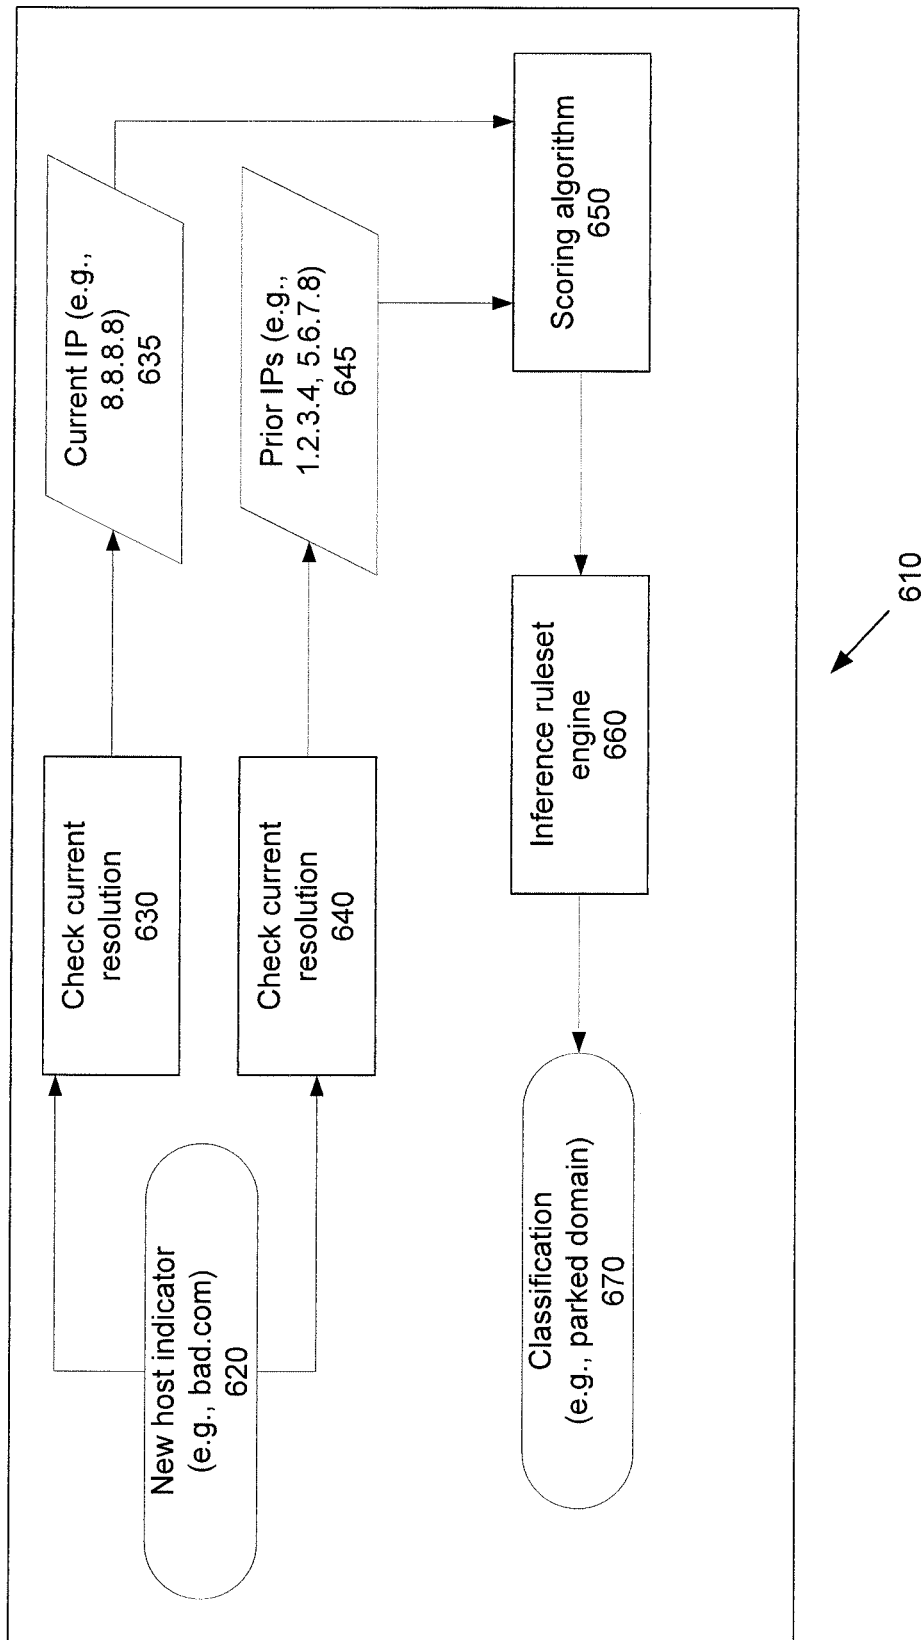 New host indicator
(e.g., bad.com)
620
Check current
resolution
630
Current IP (e.g.,
8.8.8.8)
635
Check current
resolution
640
Prior IPs (e.g.,
1.2.3.4, 5.6.7.8)
645
Scoring algorithm
650
Inference ruleset
engine
660
Classification
(e.g., parked domain)
670
610